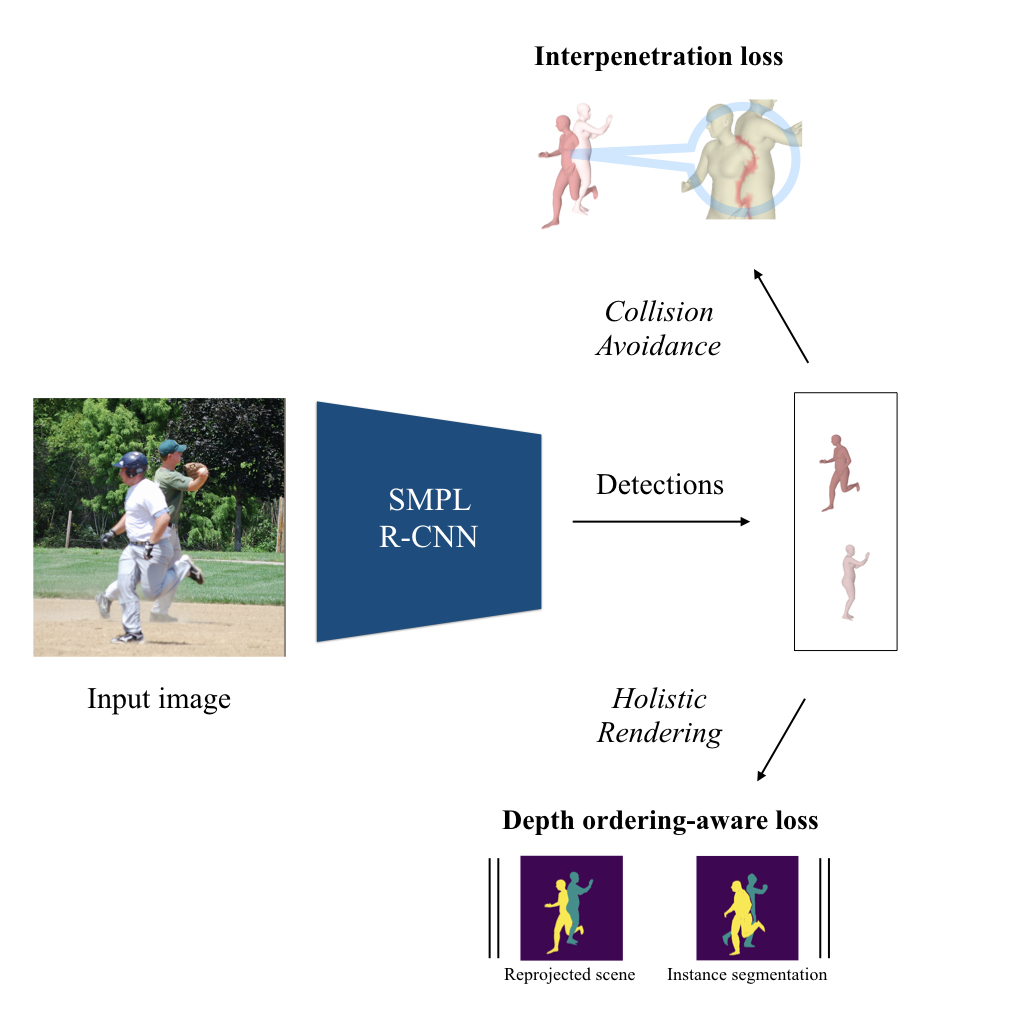 Interpenetration loss
Collision
Avoidance
SMPL
R-CNN
Detections
Input image
Holistic
Rendering
Depth ordering-aware loss
Reprojected scene
Instance segmentation